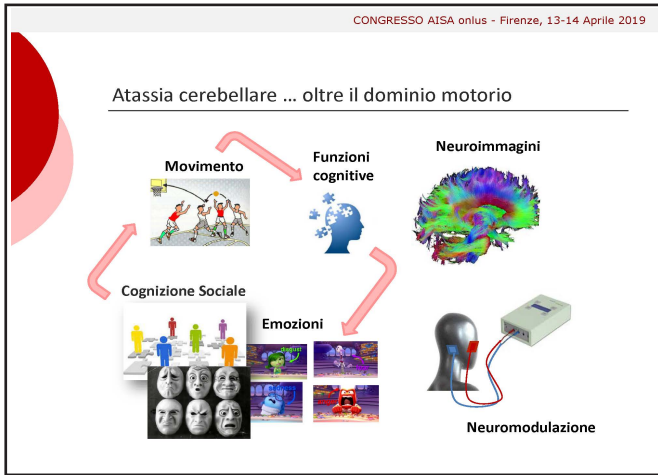 CONGRESSO AISA onlus - Firenze, 13-14 Aprile 2019
Atassia cerebellare ... oltre il dominio motorio
Movimento
Funzioni
cognitive
Neuroimmagini
Cognizione Sociale
Emozioni
disgust
Neuromodulazione